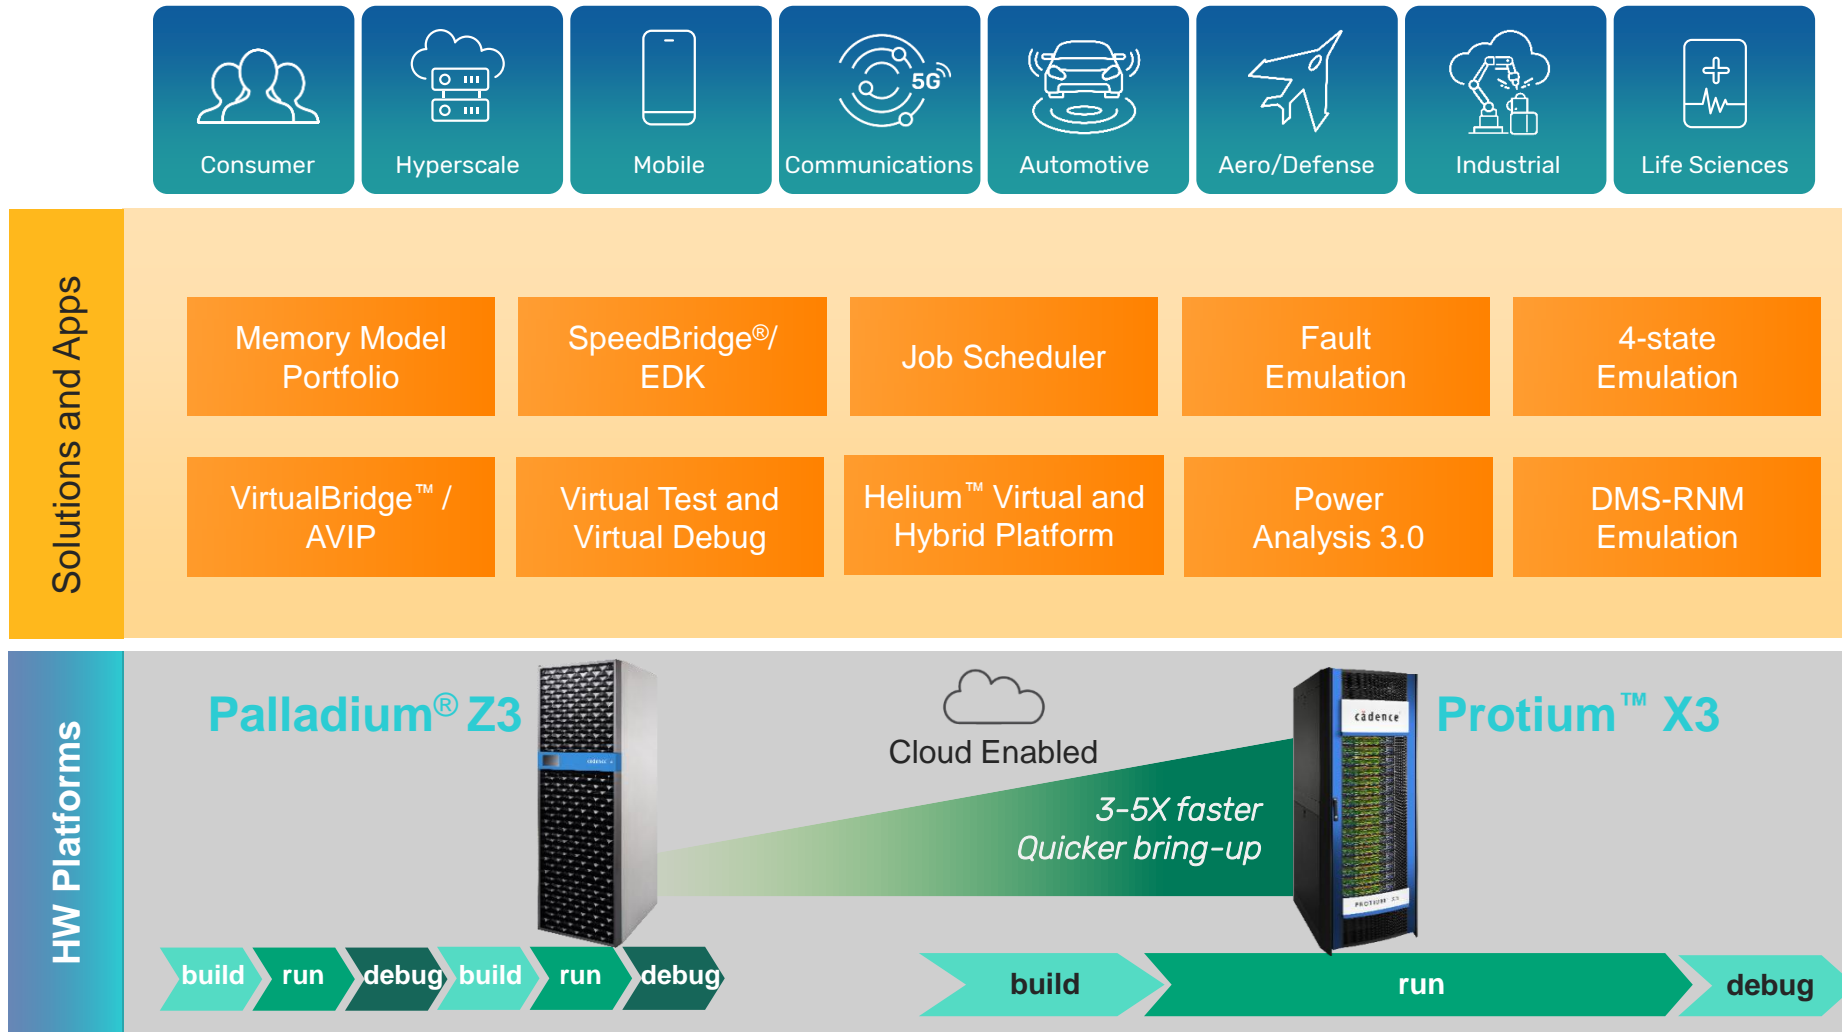 5G
Consumer
Hyperscale
Mobile
Communications
Automotive
Aero/Defense
Industrial
Life Sciences
Solutions and Apps
Memory Model
Portfolio
SpeedBridge®/
EDK
Job Scheduler
Fault
Emulation
4-state
Emulation
VirtualBridge™ /
AVIP
Virtual Test and
Virtual Debug
Helium™ Virtual and
Hybrid Platform
Power
Analysis 3.0
DMS-RNM
Emulation
HW Platforms
Palladium® Z3
cadence
Cloud Enabled
3-5X faster
Quicker bring-up
cādence
PROTIUM X3
Protium™ X3
build
run
debug
build
run
debug
build
run
debug